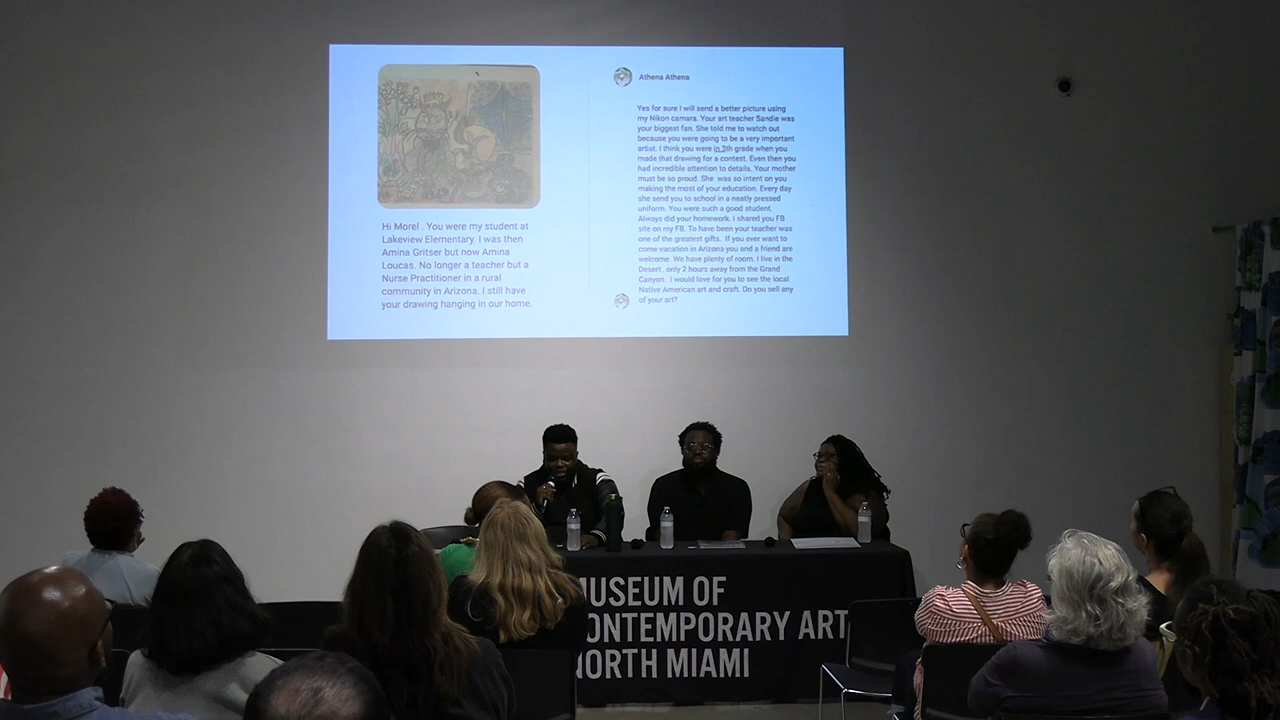 Hi Morel . You were my student at
Lakeview Elementary. I was then
Amina Gritser but now Amina
Loucas. No longer a teacher but a
Nurse Practitioner in a rural
community in Arizona. I still have
your drawing hanging in our home.
Athena Athena
Yes for sure I will send a better picture using
my Nikon camara. Your art teacher Sandie was
your biggest fan. She told me to watch out
because you were going to be a very important
artist. I think you were in 3th grade when you
made that drawing for a contest. Even then you
had incredible attention to details. Your mother
must be so proud. She was so intent on you
making the most of your education. Every day
she send you to school in a neatly pressed
uniform. You were such a good student.
Always did your homework. I shared you FB
site on my FB. To have been your teacher was
one of the greatest gifts. If you ever want to
come vacation in Arizona you and a friend are
welcome. We have plenty of room. I live in the
Desert , only 2 hours away from the Grand
Canyon. I would love for you to see the local
Native American art and craft. Do you sell any
of your art?
MUSEUM OF
CONTEMPORARY ART
NORTH MIAMI